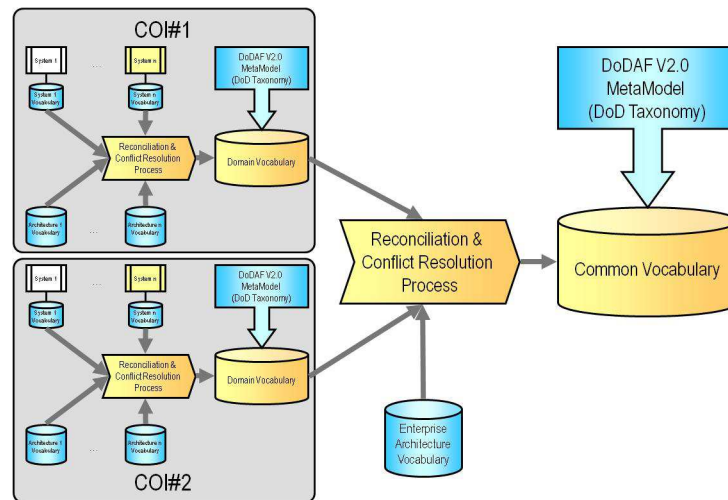 COI#1
System 1
...
System n
DoDAF V2.0
MetaModel
(DoD Taxonomy)
System 1
Vocabulary
System n
Vocabulary
Reconciliation &
Conflict Resolution
Process
Domain Vocabulary
Architecture 1
Vocabulary
...
Architecture n
Vocabulary
System 1
...
System n
DoDAF V2.0
MetaModel
(DoD Taxonomy)
System 1
Vocabulary
System n
Vocabulary
Reconciliation &
Conflict Resolution
Process
Domain Vocabulary
Architecture 1
Vocabulary
...
Architecture n
Vocabulary
COI#2
Reconciliation &
Conflict Resolution
Process
Enterprise
Architecture
Vocabulary
DoDAF V2.0
MetaModel
(DoD Taxonomy)
Common Vocabulary